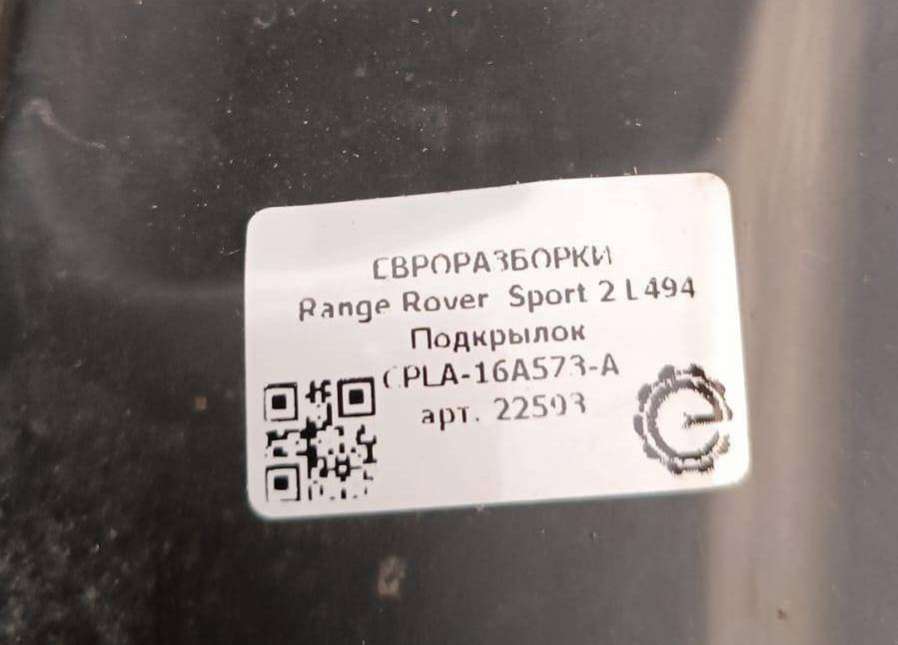 ЕВРОРАЗБОРКИ
Range Rover Sport 2 L494
Подкрылок
CPLA-16A573-A
арт. 22593